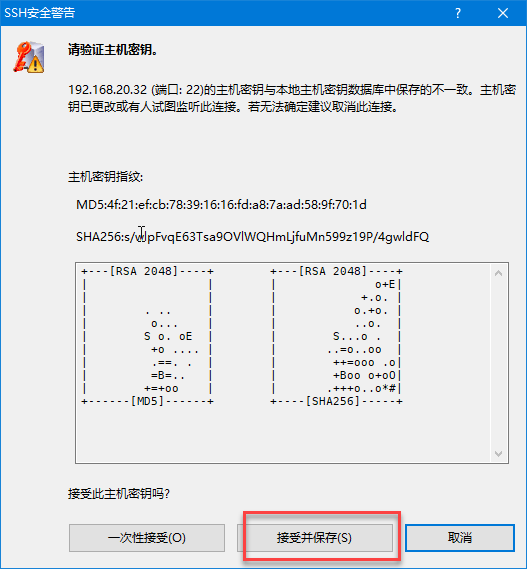 SSH安全警告
请验证主机密钥。
192.168.20.32 (端口: 22)的主机密钥与本地主机密钥数据库中保存的不一致。主机密
钥已更改或有人试图监听此连接。若无法确定建议取消此连接。
主机密钥指纹:
MD5:4f:21:ef:cb:78:39:16:16:fd:a8:7a:ad:58:9f:70:1d
SHA256:s/wlpFvqE63Tsa9OVlWQHmLjfuMn599z19P/4gwldFQ
+---[RSA 2048]----+ +---[RSA 2048]----+
|                 | |              o+E|
|                 | |            +.o. |
|        . ..     | |           o.+o. |
|         o...    | |           ..o.  |
|        S o. oE  | |        S...o .  |
|         +o .... | |       ..=o..oo  |
|         .==. .  | |        ++=ooo .o|
|         =B=..   | |        +Boo o+oO|
|        +=+oo    | |       .+++o..o*#|
+------[MD5]------+ +----[SHA256]-----+
接受此主机密钥吗?
一次性接受(O) 接受并保存(S) 取消